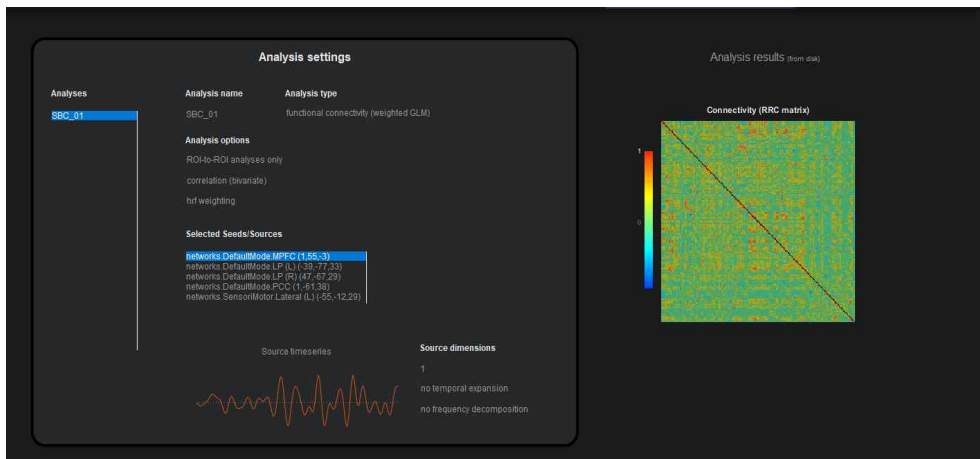 Analysis settings
Analyses
SBC_01
Analysis name
SBC_01
Analysis type
functional connectivity (weighted GLM)
Analysis options
ROI-to-ROI analyses only
correlation (bivariate)
hrf weighting
Selected Seeds/Sources
networks.DefaultMode.MPFC (1,55,-3)
networks.DefaultMode.LP (L) (-39,-77,33)
networks.DefaultMode.LP (R) (47,-67,29)
networks.DefaultMode.PCC (1,-61,38)
networks.SensoriMotor.Lateral (L) (-55,-12,29)
Source timeseries
Source dimensions
1
no temporal expansion
no frequency decomposition
Analysis results (from disk)
Connectivity (RRC matrix)
1
0